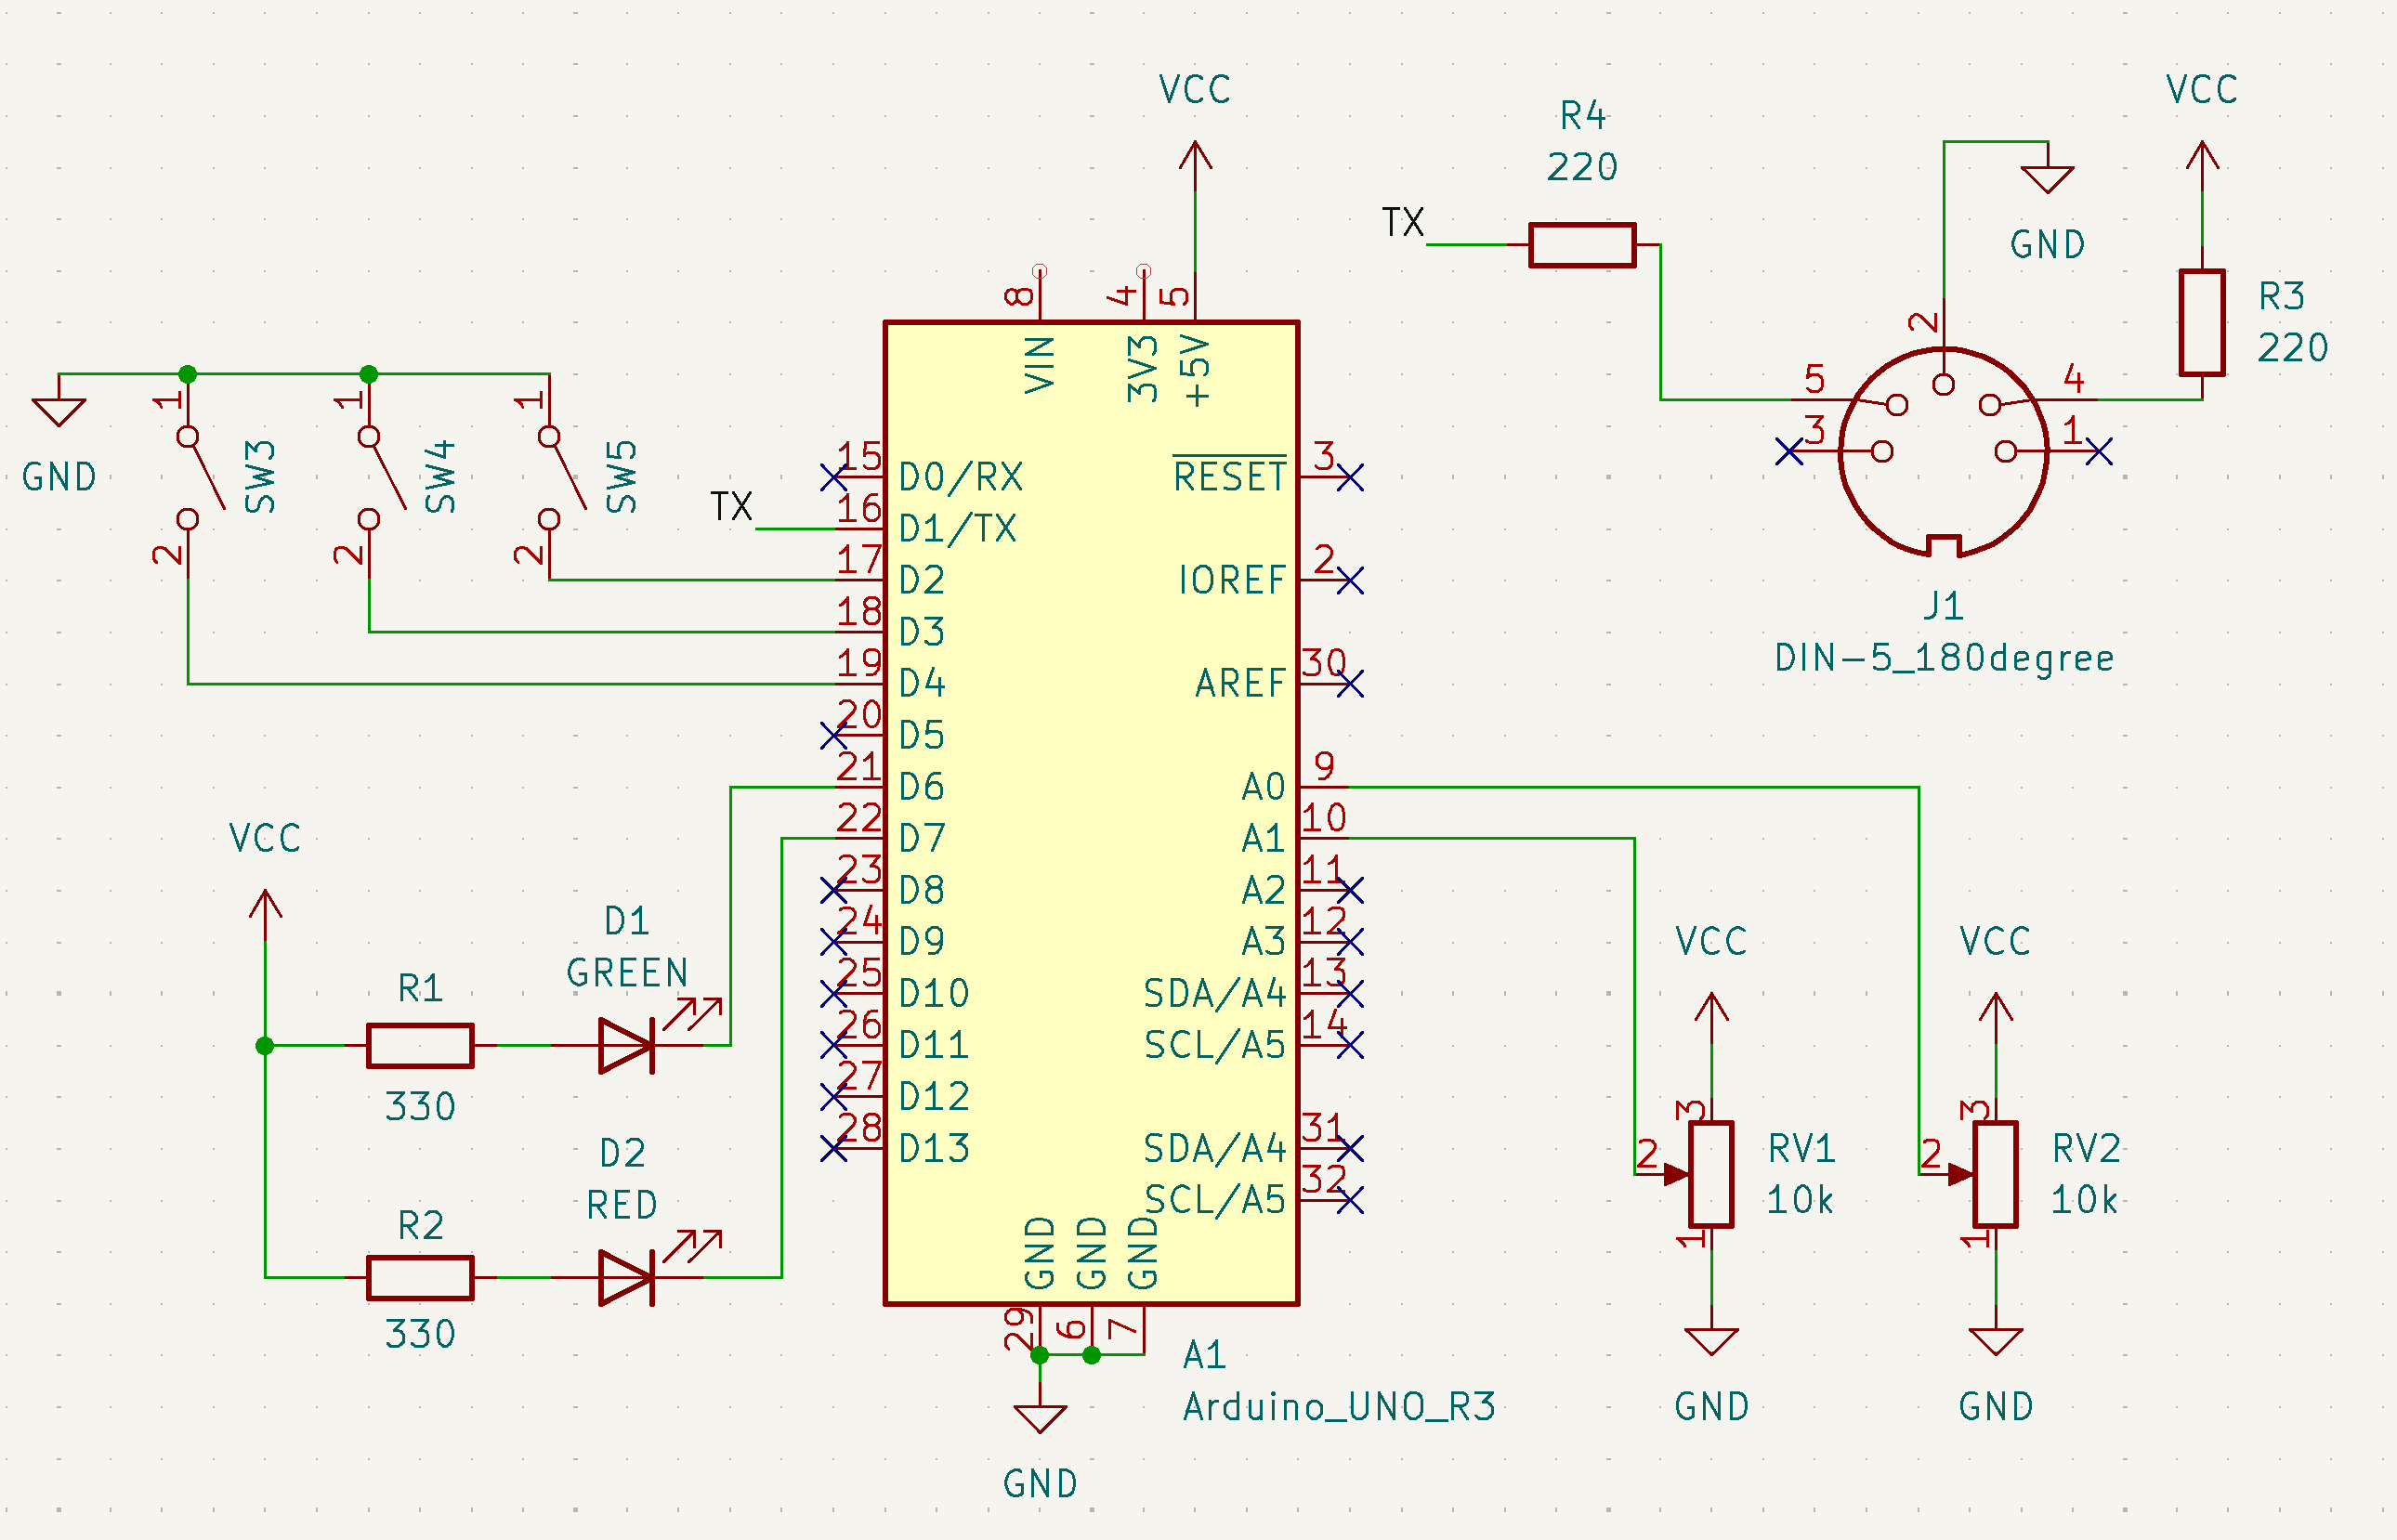 VCC
VCC
R4
220
TX
GND
R3
220
8
4
5
2
VIN
3V3
+5V
GND
1
1
1
SW3
SW4
SW5
2
2
2
TX
15
D0/RX
16
D1/TX
17
D2
18
D3
19
D4
20
D5
21
D6
22
D7
23
D8
24
D9
25
D10
26
D11
27
D12
28
D13
RESET
3
IOREF
2
AREF
30
A0
9
A1
10
A2
11
A3
12
SDA/A4
13
SCL/A5
14
SDA/A4
31
SCL/A5
32
5
4
3
1
J1
DIN-5_180degree
VCC
R1
330
D1
GREEN
R2
330
D2
RED
GND
GND
GND
29
6
7
A1
Arduino_UNO_R3
GND
VCC
3
2
1
RV1
10k
GND
VCC
3
2
1
RV2
10k
GND